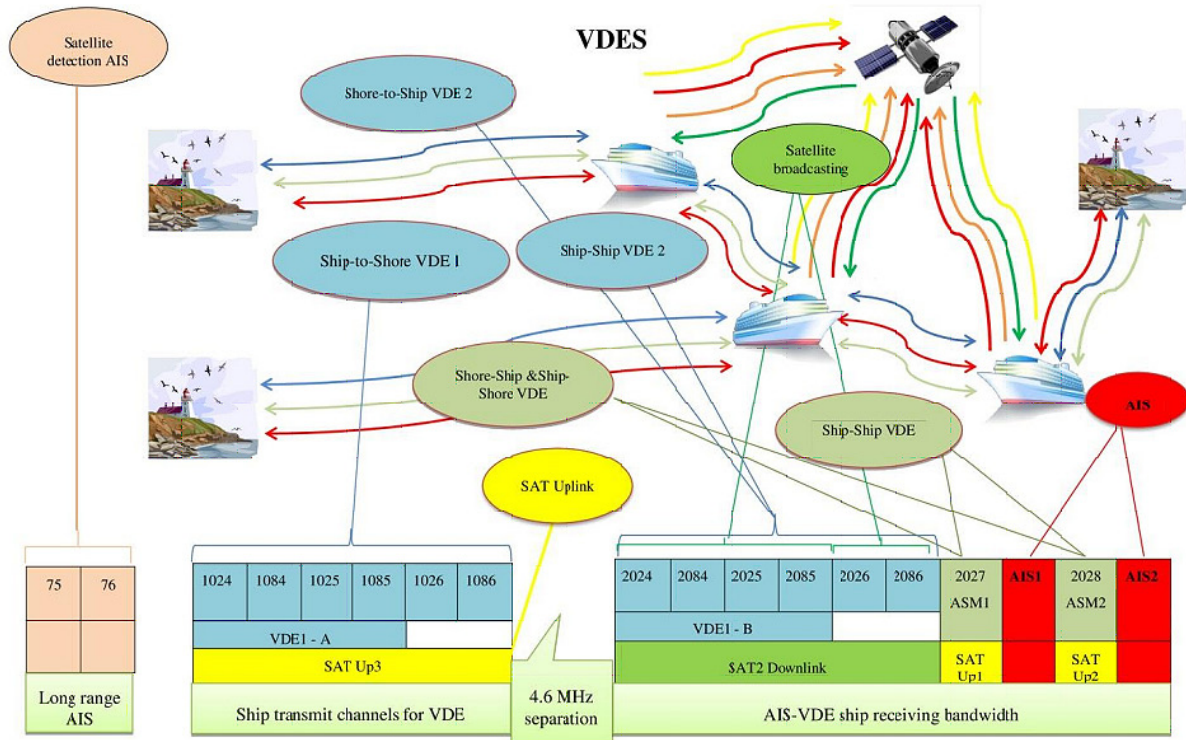 Satellite
detection AIS
VDES
Shore-to-Ship VDE 2
Satellite
broadcasting
Ship-to-Shore VDE 1
Ship-Ship VDE 2
Shore-Ship &Ship-
Shore VDE
Ship-Ship VDE
AIS
SAT Uplink
75 76
1024 1084 1025 1085 1026 1086
2024 2084 2025 2085 2026 2086 2027 AIS1 2028 AIS2
ASM1 ASM2
VDE1 - A
VDE1 - B
SAT Up3
SAT2 Downlink
SAT
Up1
SAT
Up2
Long range
AIS
Ship transmit channels for VDE
4.6 MHz
separation
AIS-VDE ship receiving bandwidth